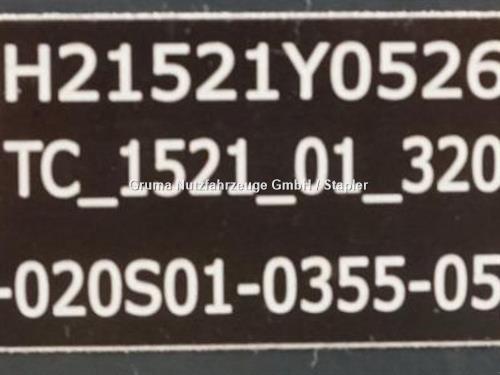 H21521Y0526
TC_1521_01_320
Gruma Nutzfahrzeuge GmbH / Stapler
-020S01-0355-05